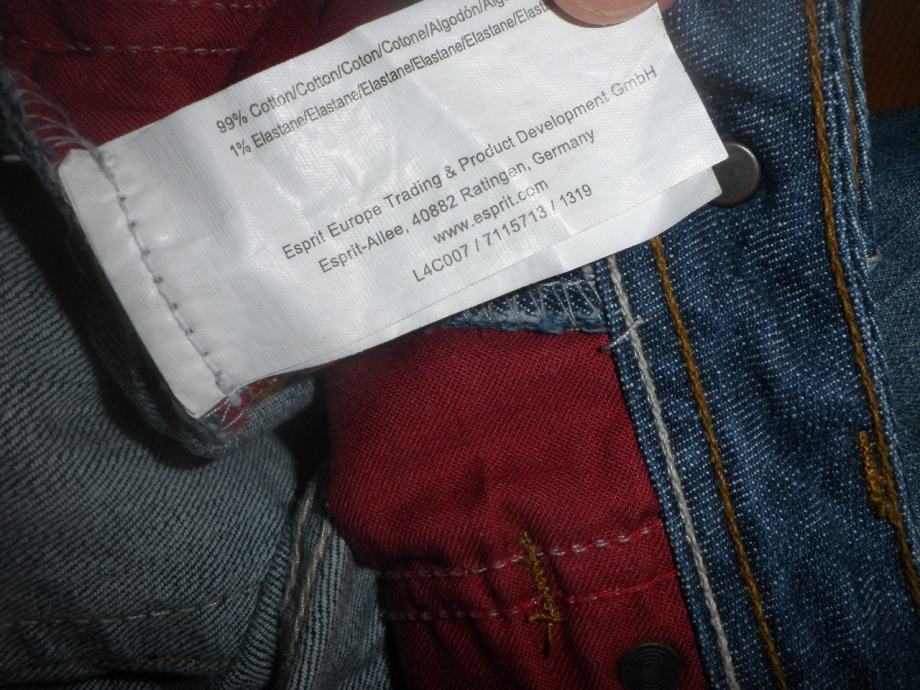 99% Cotton/Cotton/Coton/Cotone/Algodón/
1% Elastane/Elastane/Elastane/Elastane/Elastane/
Esprit Europe Trading & Product Development GmbH
Esprit-Allee, 40882 Ratingen, Germany
www.esprit.com
L4C007 / 7115713 / 1319